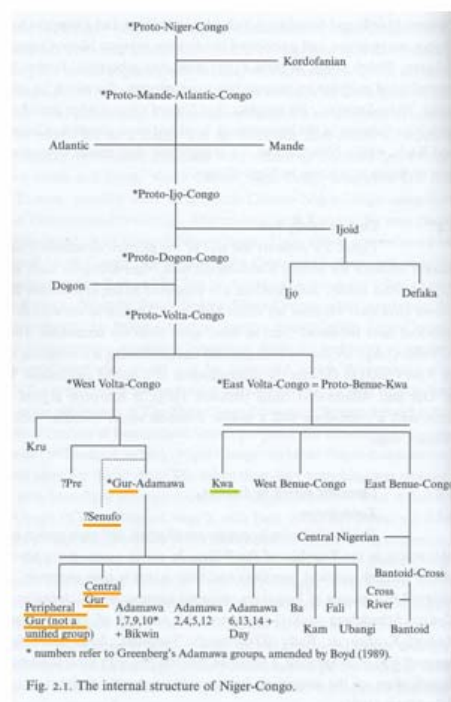 *Proto-Niger-Congo
Kordofanian
*Proto-Mande-Atlantic-Congo
Atlantic Mande
*Proto-Ijọ-Congo
Ijoid
*Proto-Dogon-Congo
Dogon
Ijọ Defaka
*Proto-Volta-Congo
*West Volta-Congo *East Volta-Congo = Proto-Benue-Kwa
Kru
?Pre *Gur-Adamawa Kwa West Benue-Congo East Benue-Congo
?Senufo
Central Nigerian
Bantoid-Cross
Peripheral Gur (not a unified group)
Central Gur
Adamawa 1,7,9,10* + Bikwin
Adamawa 2,4,5,12
Adamawa 6,13,14 + Day
Ba
Kam
Fali
Ubangi
Cross River
Bantoid
* numbers refer to Greenberg's Adamawa groups, amended by Boyd (1989).
Fig. 2.1. The internal structure of Niger-Congo.